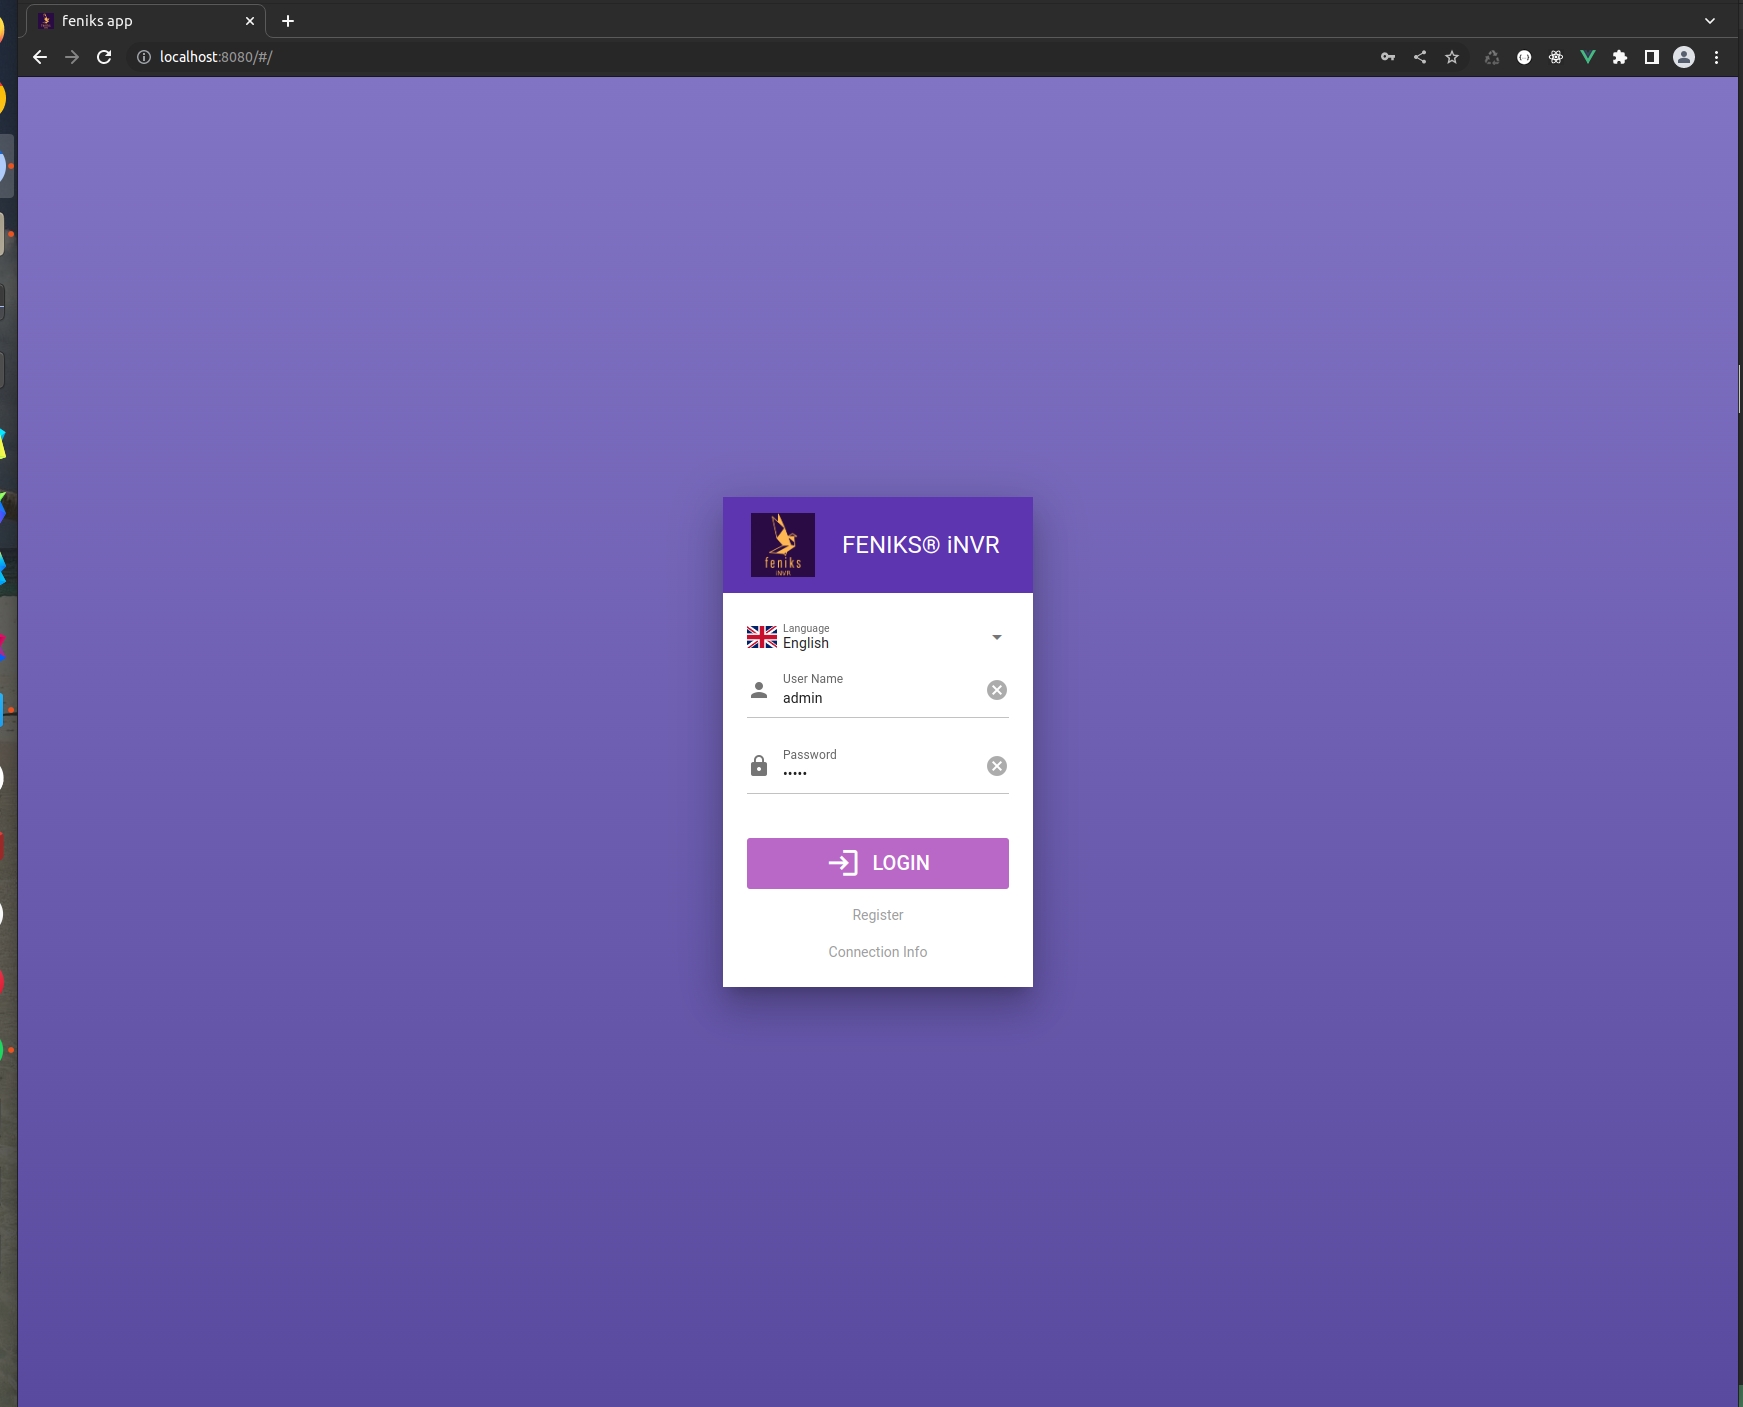 feniks app
localhost:8080/#/
feniks
iNVR
FENIKS® iNVR
Language
English
User Name
admin
Password
•••••
LOGIN
Register
Connection Info